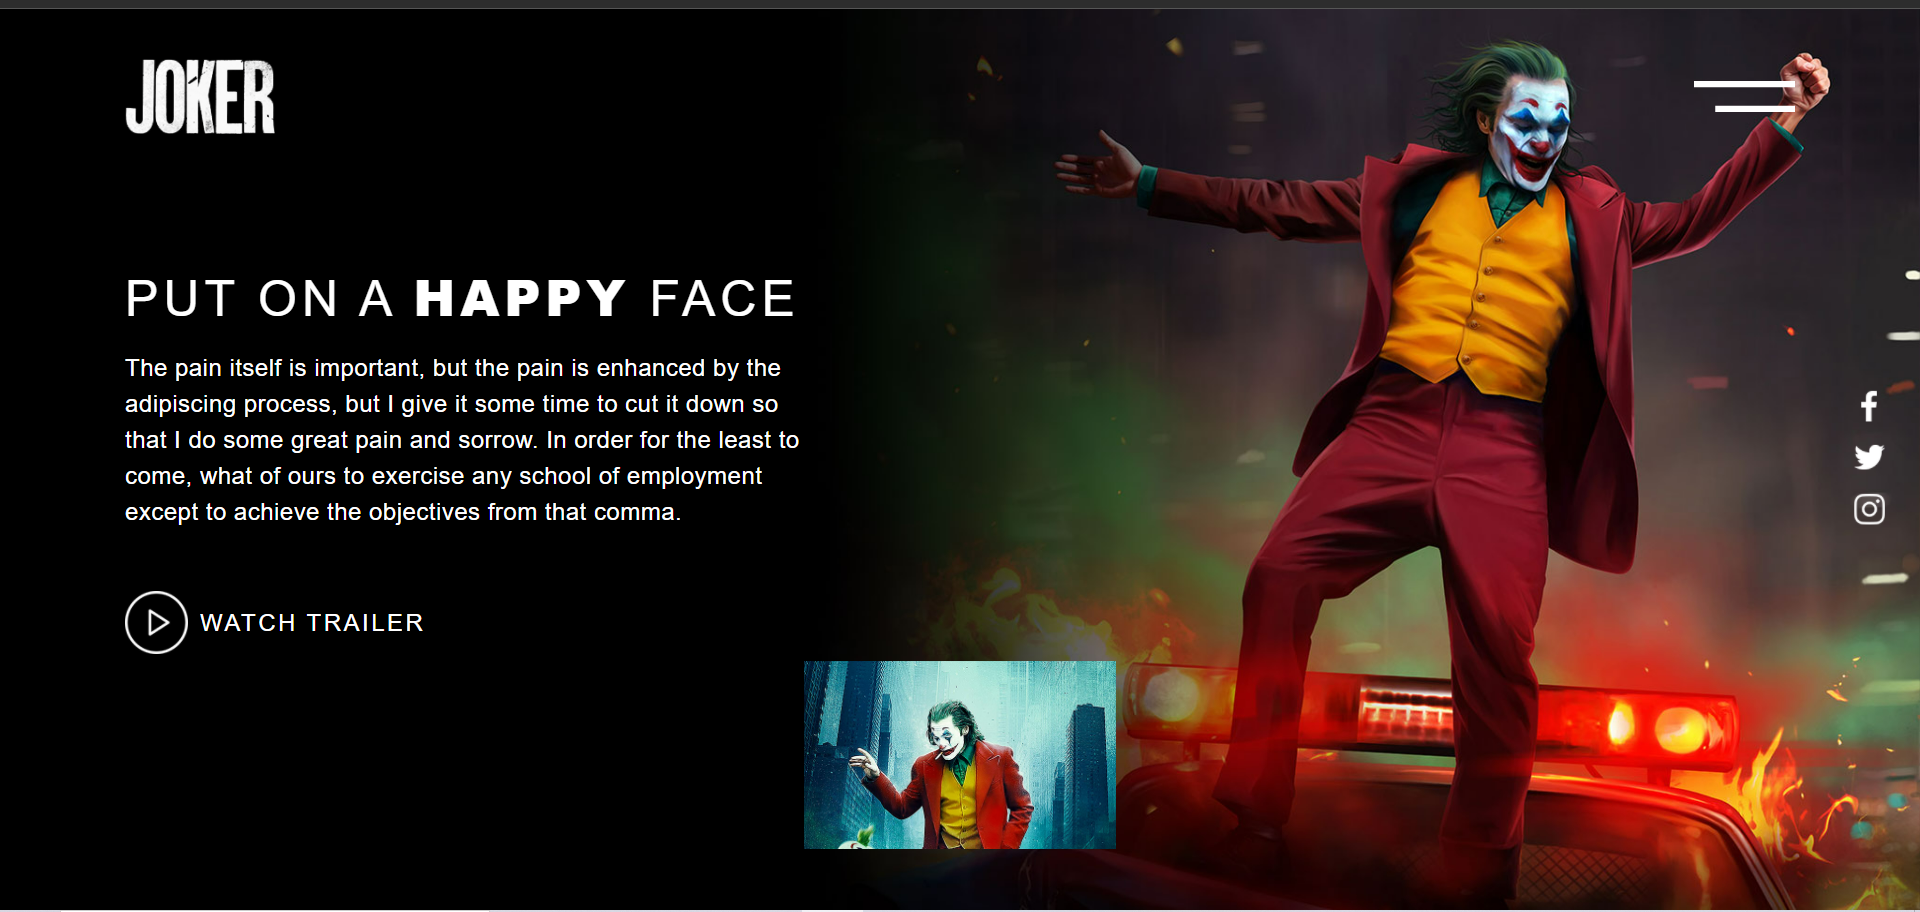 JOKER
PUT ON A HAPPY FACE
The pain itself is important, but the pain is enhanced by the
adipiscing process, but I give it some time to cut it down so
that I do some great pain and sorrow. In order for the least to
come, what of ours to exercise any school of employment
except to achieve the objectives from that comma.
WATCH TRAILER